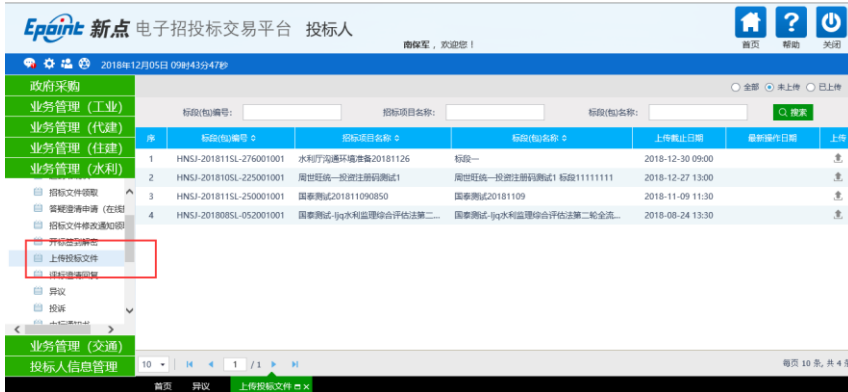 Epoint 新点 电子招投标交易平台 投标人
南保军，欢迎您！
首页 帮助 关闭
2018年12月05日 09时43分47秒
政府采购
业务管理（工业）
业务管理（代建）
业务管理（住建）
业务管理（水利）
招标文件领取
答疑澄清申请（在线
招标文件修改通知领
开标签到解密
上传投标文件
评标澄清回复
异议
投诉
中标通知书
业务管理（交通）
投标人信息管理
全部 未上传 已上传
标段(包)编号: 招标项目名称: 标段(包)名称: 搜索
序 标段(包)编号 招标项目名称 标段(包)名称 上传截止日期 最新操作日期 上传
1 HNSJ-201811SL-276001001 水利厅沟通环境准备20181126 标段一 2018-12-30 09:00
2 HNSJ-201810SL-225001001 周世旺统一投资注册码测试1 周世旺统一投资注册码测试1 标段11111111 2018-12-27 13:00
3 HNSJ-201811SL-250001001 国泰测试201811090850 国泰测试20181109 2018-11-09 11:30
4 HNSJ-201808SL-052001001 国泰测试-ljq水利监理综合评估法第二... 国泰测试-ljq水利监理综合评估法第二轮全流... 2018-08-24 13:30
10 1 / 1 每页 10 条, 共 4 条
首页 异议 上传投标文件